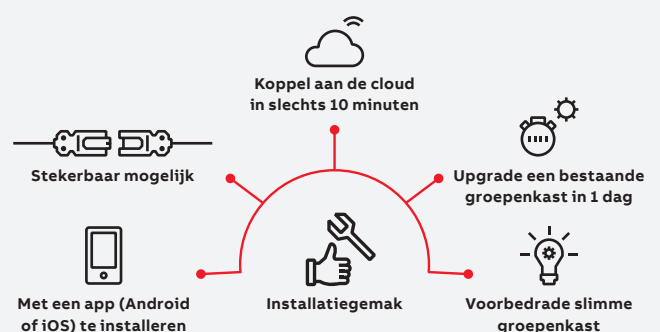 Koppel aan de cloud
in slechts 10 minuten
Stekerbaar mogelijk
Upgrade een bestaande
groepenkast in 1 dag
Met een app (Android
of iOS) te installeren
Installatiegemak
Voorbedrade slimme
groepenkast